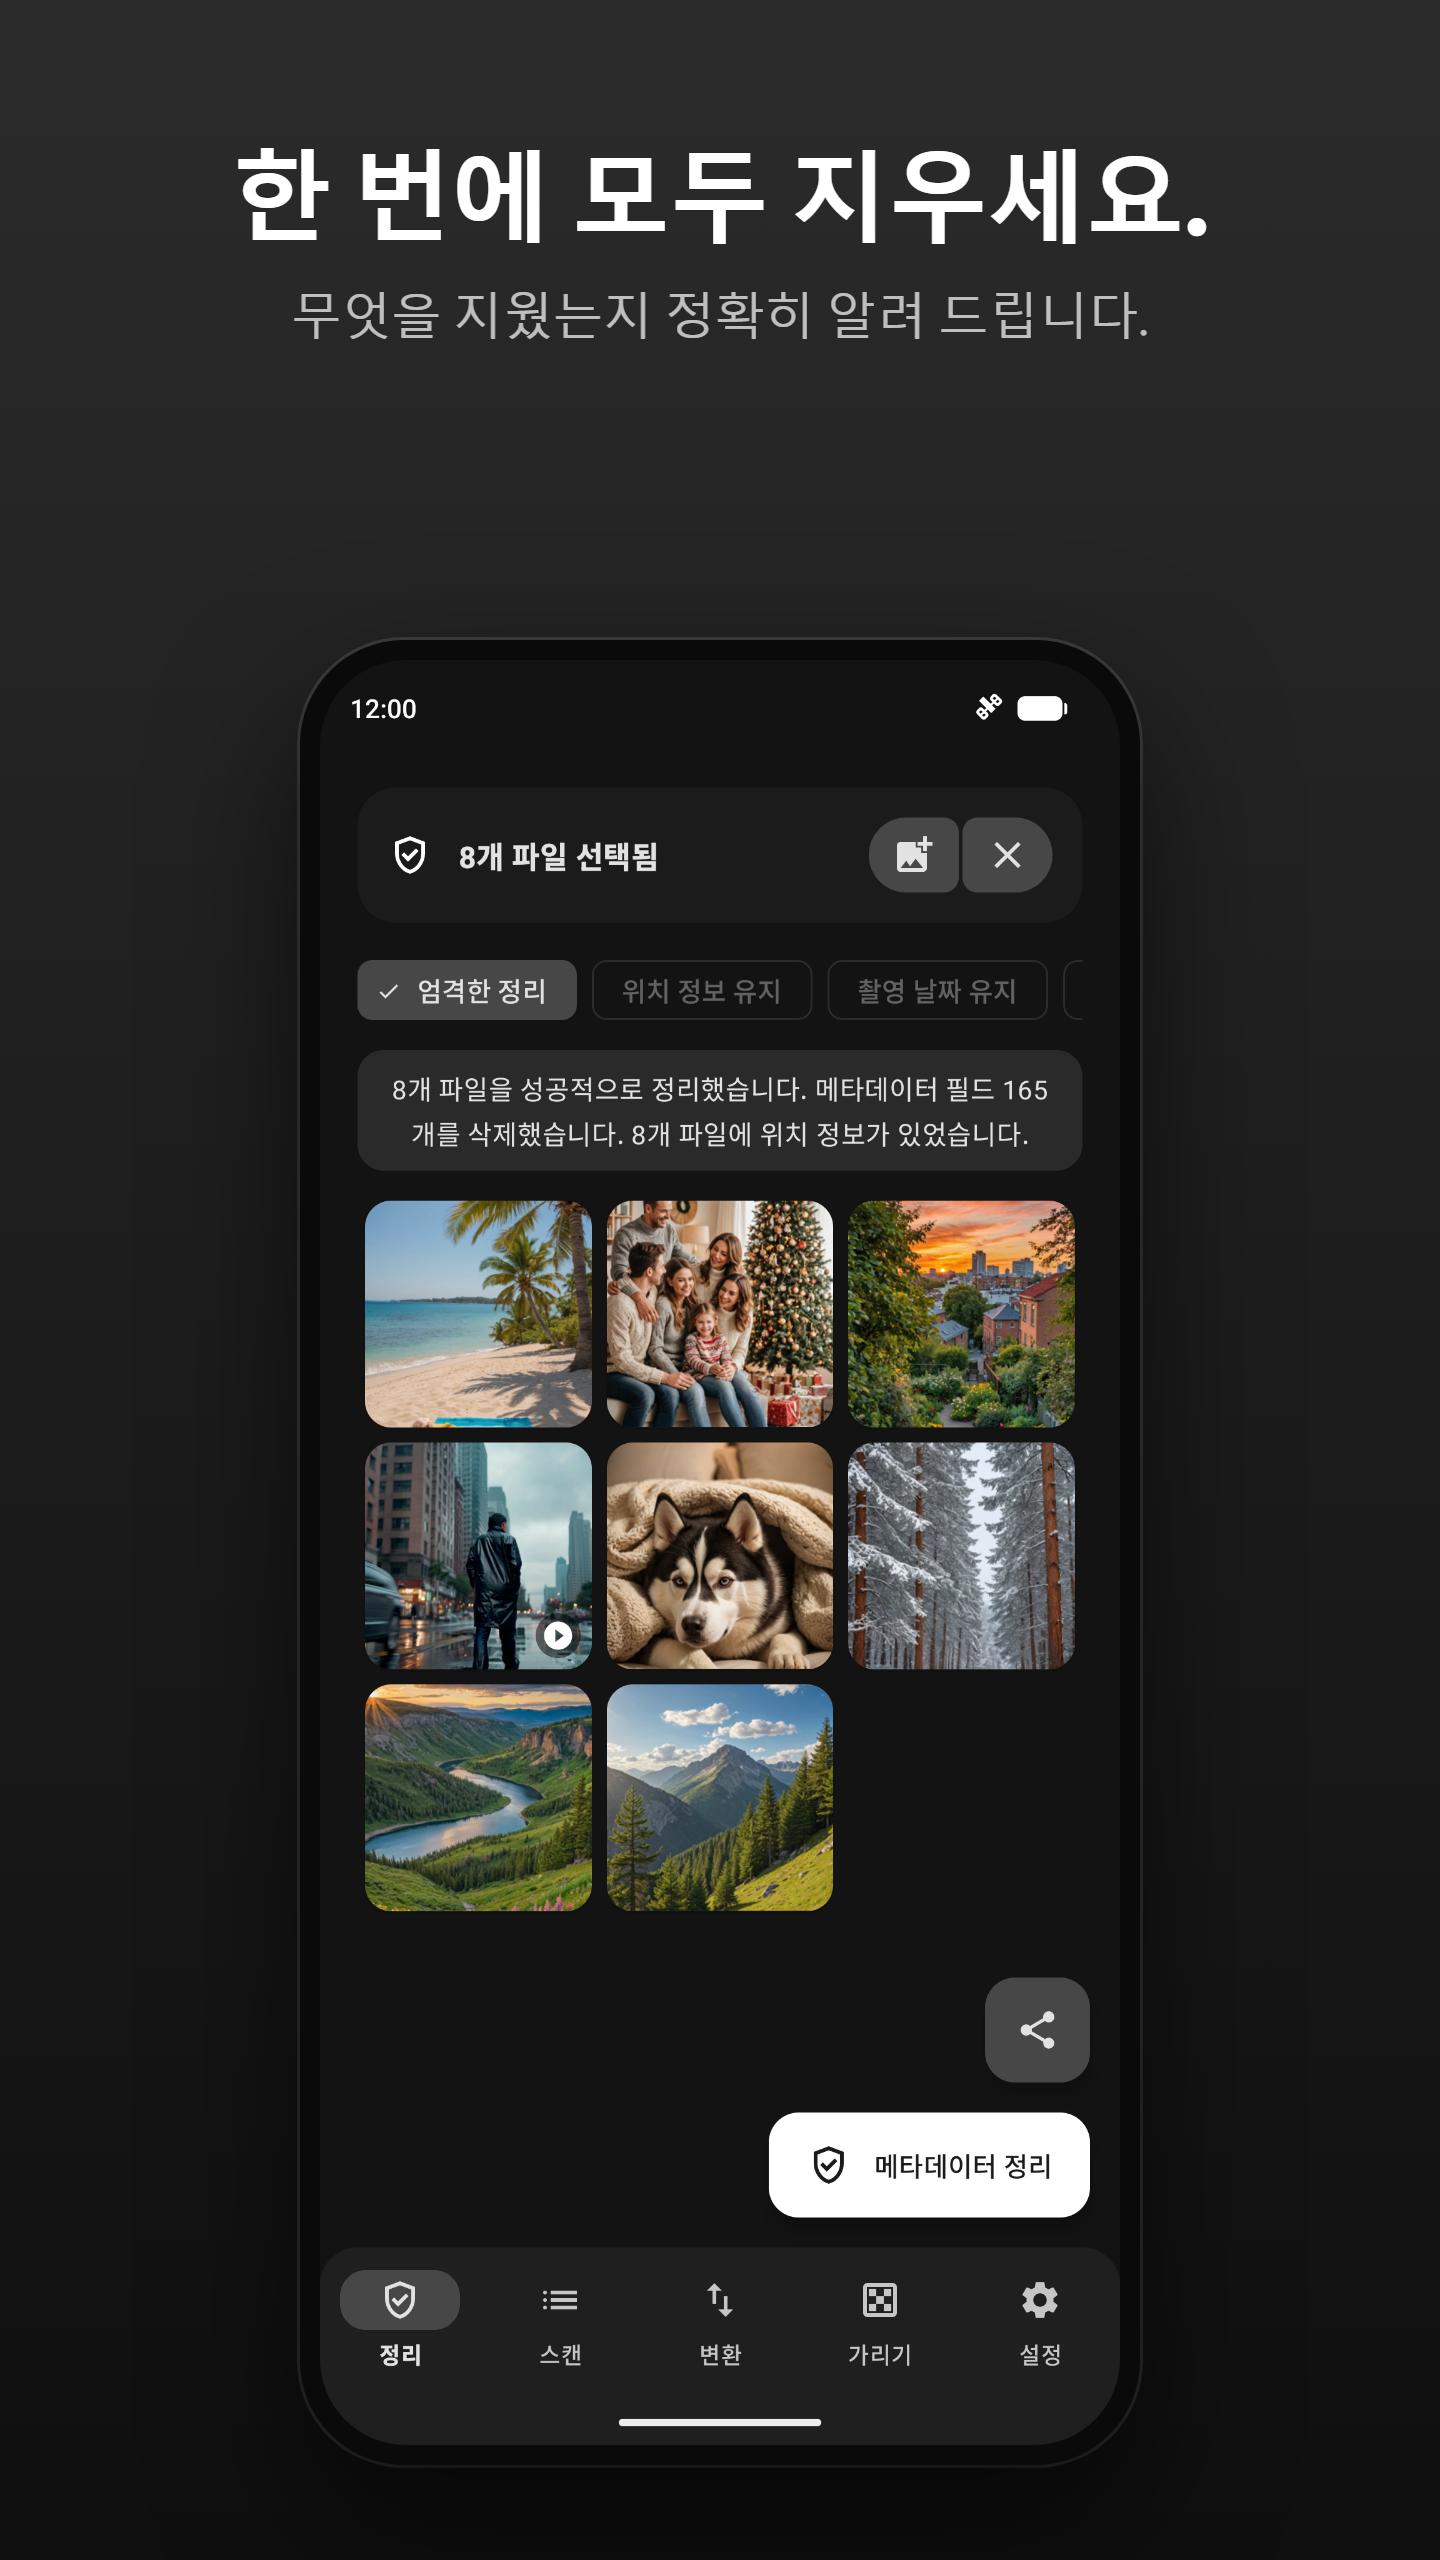 한 번에 모두 지우세요.
무엇을 지웠는지 정확히 알려 드립니다.
12:00
8개 파일 선택됨
엄격한 정리
위치 정보 유지
촬영 날짜 유지
8개 파일을 성공적으로 정리했습니다. 메타데이터 필드 165
개를 삭제했습니다. 8개 파일에 위치 정보가 있었습니다.
메타데이터 정리
정리
스캔
변환
가리기
설정